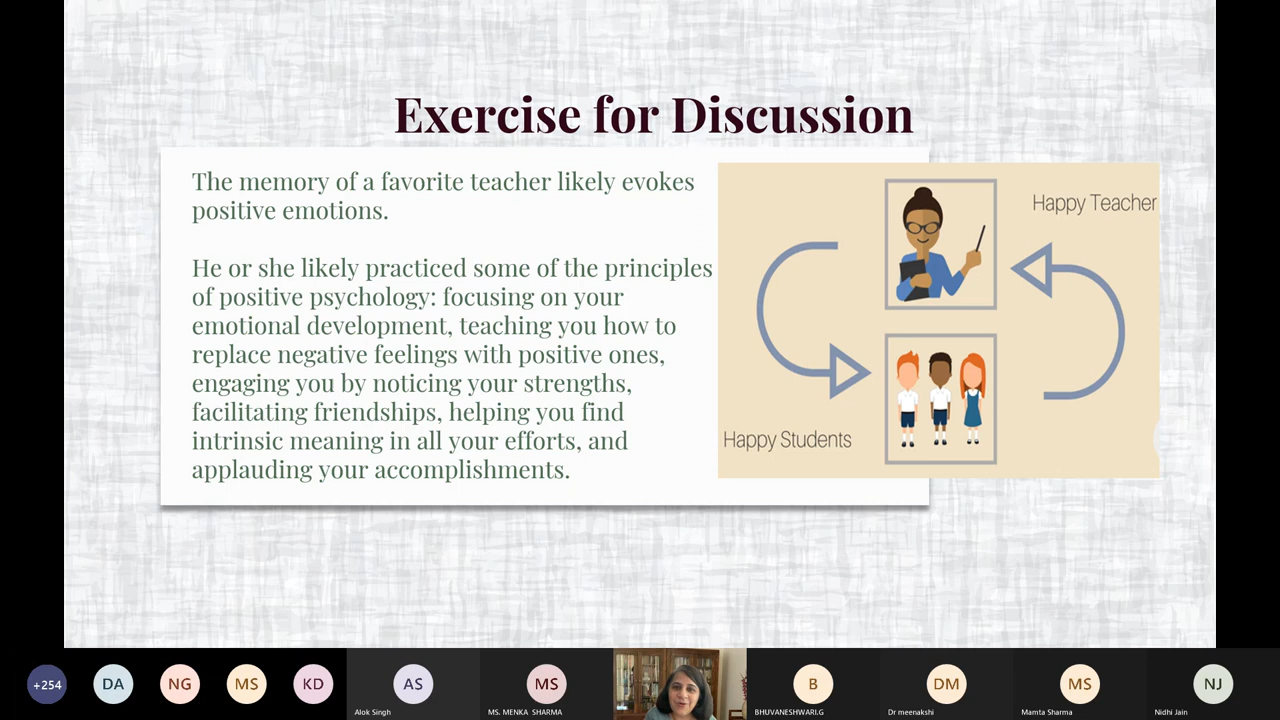 Exercise for Discussion
The memory of a favorite teacher likely evokes
positive emotions.
He or she likely practiced some of the principles
of positive psychology: focusing on your
emotional development, teaching you how to
replace negative feelings with positive ones,
engaging you by noticing your strengths,
facilitating friendships, helping you find
intrinsic meaning in all your efforts, and
applauding your accomplishments.
Happy Teacher
Happy Students
+254
DA
NG
MS
KD
AS
Alok Singh
MS
MS. MENKA SHARMA
B
BHUVANESHWARI.G
DM
Dr meenakshi
MS
Mamta Sharma
NJ
Nidhi Jain